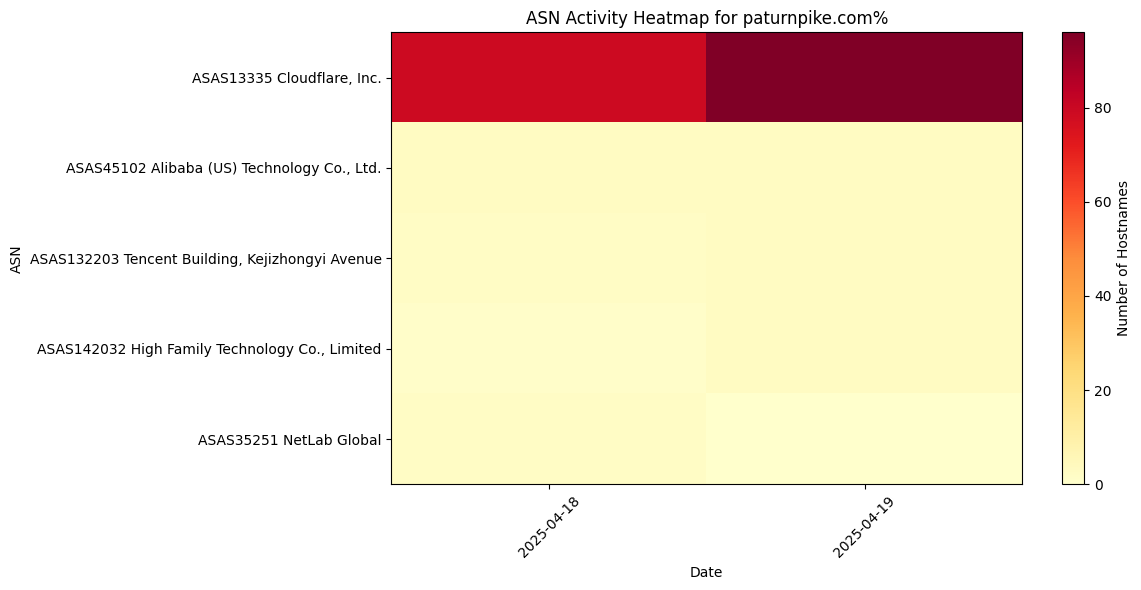 ASN Activity Heatmap for paturnpike.com%
ASAS13335 Cloudflare, Inc.
ASAS45102 Alibaba (US) Technology Co., Ltd.
ASAS132203 Tencent Building, Kejizhongyi Avenue
ASAS142032 High Family Technology Co., Limited
ASAS35251 NetLab Global
ASN
2025-04-18
2025-04-19
Date
80
60
40
20
0
Number of Hostnames